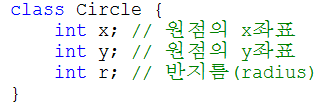 class Circle {
    int x; // 원점의 x좌표
    int y; // 원점의 y좌표
    int r; // 반지름(radius)
}